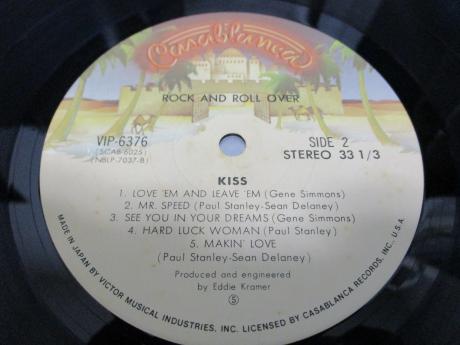 Casablanca
ROCK AND ROLL OVER
VIP-6376
(SCAB-6025)
(NBLP-7037-B)
SIDE 2
STEREO 33 1/3
KISS
1. LOVE 'EM AND LEAVE 'EM (Gene Simmons)
2. MR. SPEED (Paul Stanley-Sean Delaney)
3. SEE YOU IN YOUR DREAMS (Gene Simmons)
4. HARD LUCK WOMAN (Paul Stanley)
5. MAKIN' LOVE
(Paul Stanley-Sean Delaney)
Produced and engineered
by Eddie Kramer
Ⓢ
MADE IN JAPAN BY VICTOR MUSICAL INDUSTRIES, INC. LICENSED BY CASABLANCA RECORDS, INC., U.S.A.